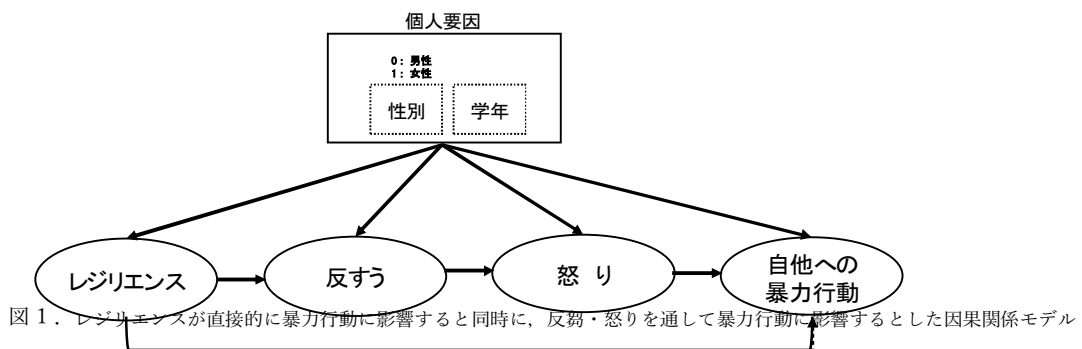 個人要因
0: 男性
1: 女性
性別
学年
レジリエンス
反すう
怒り
自他への
暴力行動
図1. レジリエンスが直接的に暴力行動に影響すると同時に，反芻・怒りを通して暴力行動に影響するとした因果関係モデル